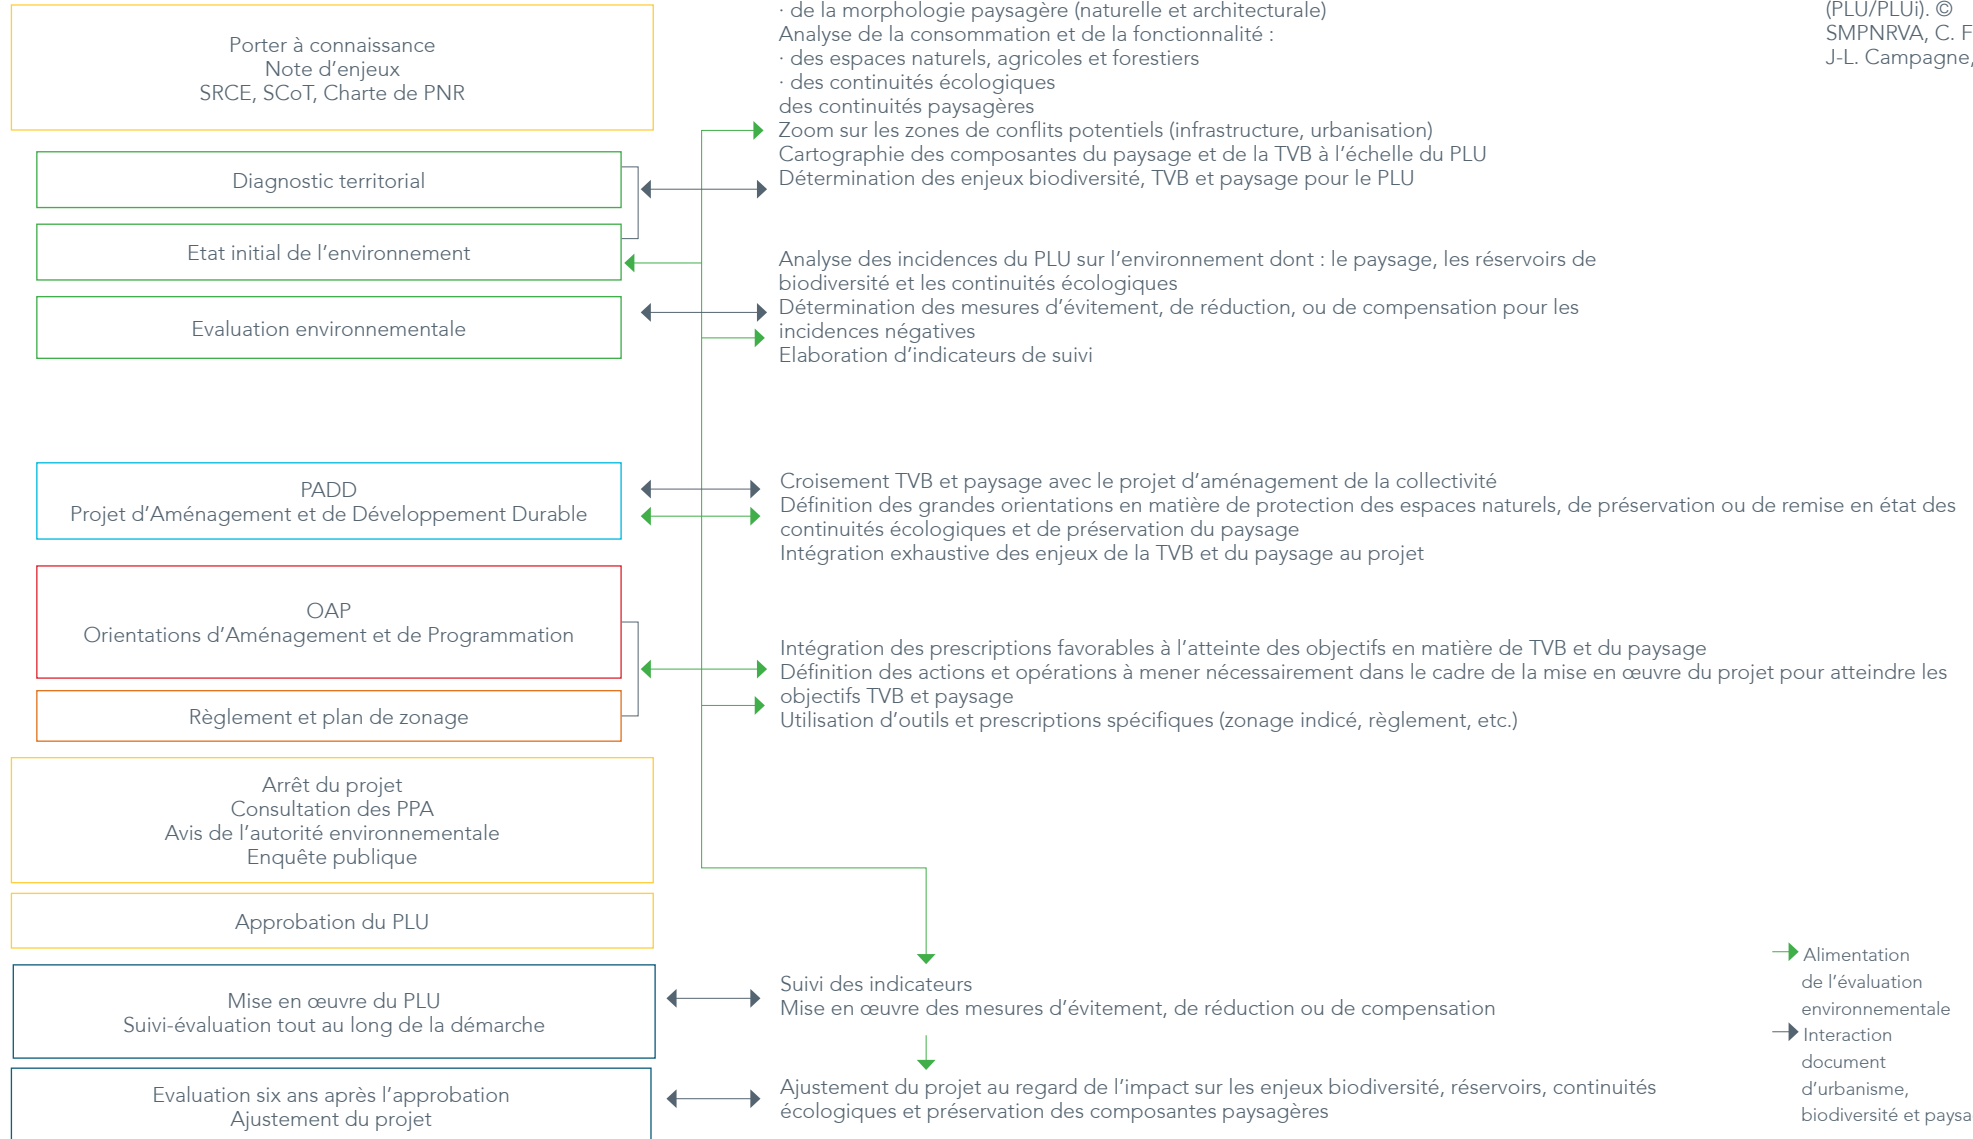 Porter à connaissance
Note d'enjeux
SRCE, SCoT, Charte de PNR
Diagnostic territorial
Etat initial de l'environnement
Evaluation environnementale
PADD
Projet d'Aménagement et de Développement Durable
OAP
Orientations d'Aménagement et de Programmation
Règlement et plan de zonage
Arrêt du projet
Consultation des PPA
Avis de l'autorité environnementale
Enquête publique
Approbation du PLU
Mise en œuvre du PLU
Suivi-évaluation tout au long de la démarche
Evaluation six ans après l'approbation
Ajustement du projet
· de la morphologie paysagère (naturelle et architecturale)
Analyse de la consommation et de la fonctionnalité :
· des espaces naturels, agricoles et forestiers
· des continuités écologiques
des continuités paysagères
Zoom sur les zones de conflits potentiels (infrastructure, urbanisation)
Cartographie des composantes du paysage et de la TVB à l'échelle du PLU
Détermination des enjeux biodiversité, TVB et paysage pour le PLU
Analyse des incidences du PLU sur l'environnement dont : le paysage, les réservoirs de
biodiversité et les continuités écologiques
Détermination des mesures d'évitement, de réduction, ou de compensation pour les
incidences négatives
Elaboration d'indicateurs de suivi
Croisement TVB et paysage avec le projet d'aménagement de la collectivité
Définition des grandes orientations en matière de protection des espaces naturels, de préservation ou de remise en état des
continuités écologiques et de préservation du paysage
Intégration exhaustive des enjeux de la TVB et du paysage au projet
Intégration des prescriptions favorables à l'atteinte des objectifs en matière de TVB et du paysage
Définition des actions et opérations à mener nécessairement dans le cadre de la mise en œuvre du projet pour atteindre les
objectifs TVB et paysage
Utilisation d'outils et prescriptions spécifiques (zonage indicé, règlement, etc.)
Suivi des indicateurs
Mise en œuvre des mesures d'évitement, de réduction ou de compensation
Ajustement du projet au regard de l'impact sur les enjeux biodiversité, réservoirs, continuités
écologiques et préservation des composantes paysagères
(PLU/PLUi). ©
SMPNRVA, C. F
J-L. Campagne,
Alimentation
de l'évaluation
environnementale
Interaction
document
d'urbanisme,
biodiversité et paysa